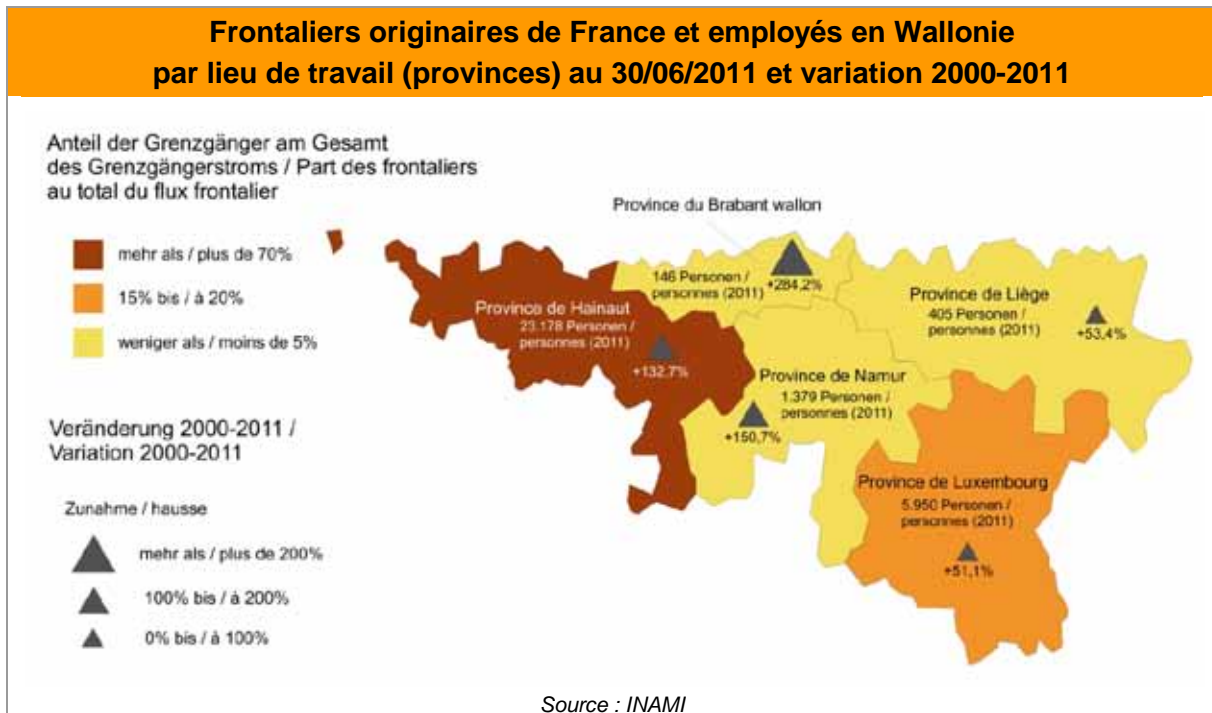 Frontaliers originaires de France et employés en Wallonie
par lieu de travail (provinces) au 30/06/2011 et variation 2000-2011
Anteil der Grenzgänger am Gesamt
des Grenzgängerstroms / Part des frontaliers
au total du flux frontalier
mehr als / plus de 70%
15% bis / à 20%
weniger als / moins de 5%
Veränderung 2000-2011 /
Variation 2000-2011
Zunahme / hausse
mehr als / plus de 200%
100% bis / à 200%
0% bis / à 100%
Province du Brabant wallon
146 Personen /
personnes (2011)
+284,2%
Province de Hainaut
23.178 Personen /
personnes (2011)
+132,7%
Province de Liège
405 Personen /
personnes (2011)
+53,4%
Province de Namur
1.379 Personen /
personnes (2011)
+150,7%
Province de Luxembourg
5.950 Personen /
personnes (2011)
+51,1%
Source : INAMI